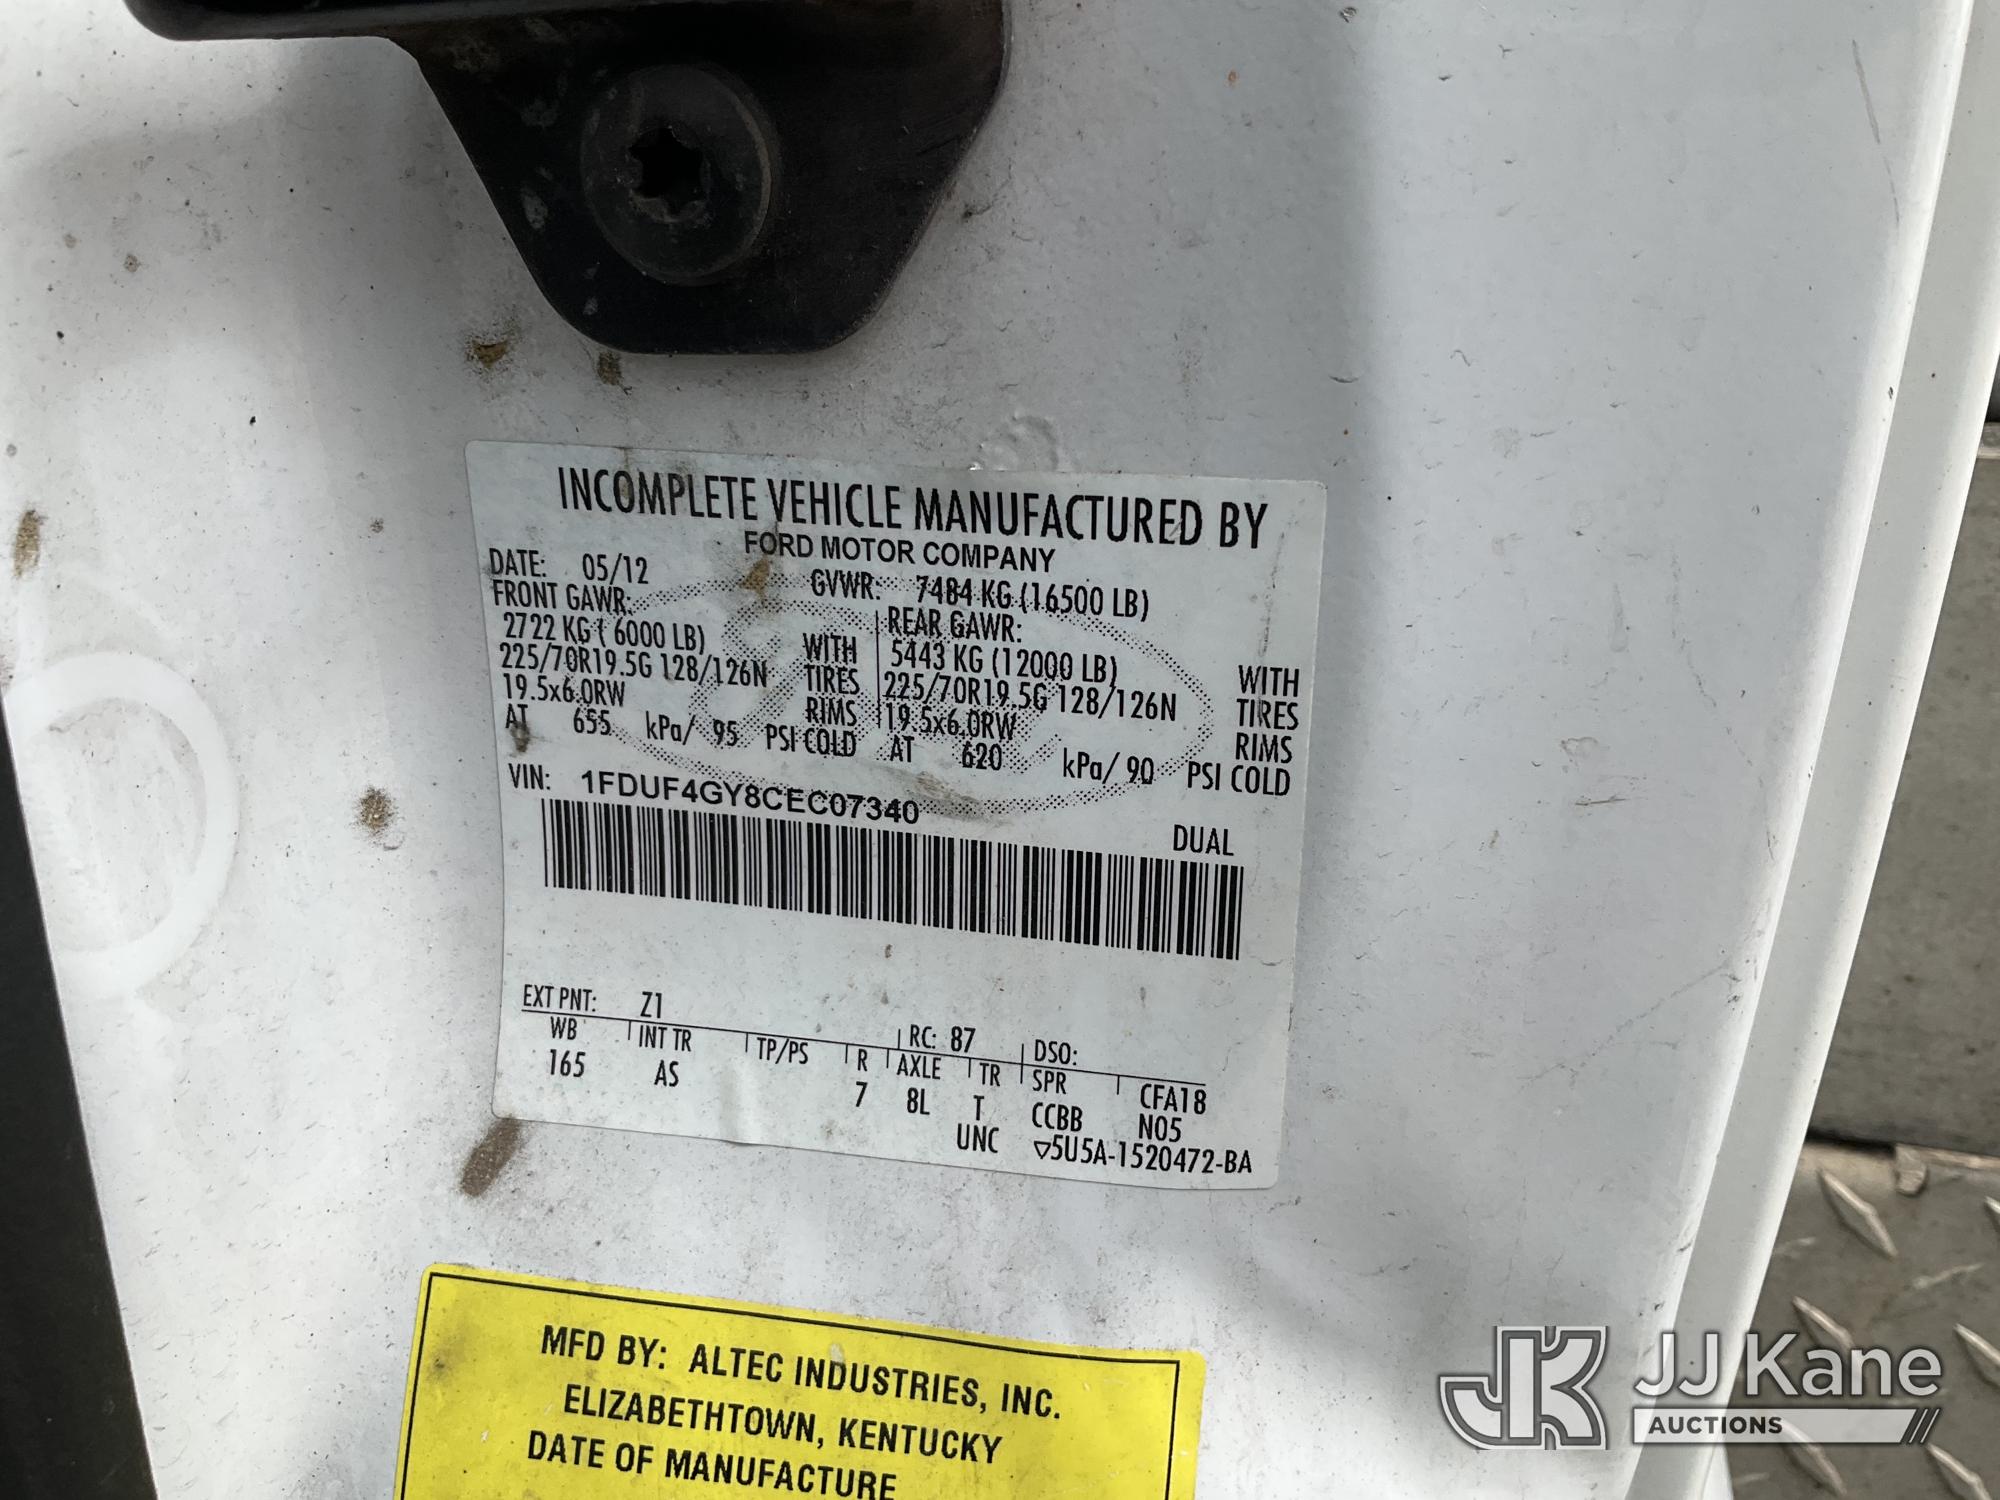 INCOMPLETE VEHICLE MANUFACTURED BY
FORD MOTOR COMPANY
DATE: 05/12 GVWR: 7484 KG (16500 LB)
FRONT GAWR: REAR GAWR:
2722 KG ( 6000 LB) WITH 5443 KG (12000 LB) WITH
225/70R19.5G 128/126N TIRES 225/70R19.5G 128/126N TIRES
19.5x6.0RW RIMS 19.5x6.0RW RIMS
AT 655 kPa/ 95 PSI COLD AT 620 kPa/ 90 PSI COLD
VIN: 1FDUF4GY8CEC07340
DUAL
EXT PNT: Z1 RC: 87 DSO:
WB INT TR TP/PS R AXLE TR SPR CFA18
165 AS 7 8L T CCBB N05
UNC ▽5U5A-1520472-BA
MFD BY: ALTEC INDUSTRIES, INC.
ELIZABETHTOWN, KENTUCKY
DATE OF MANUFACTURE
JK JJ Kane
AUCTIONS